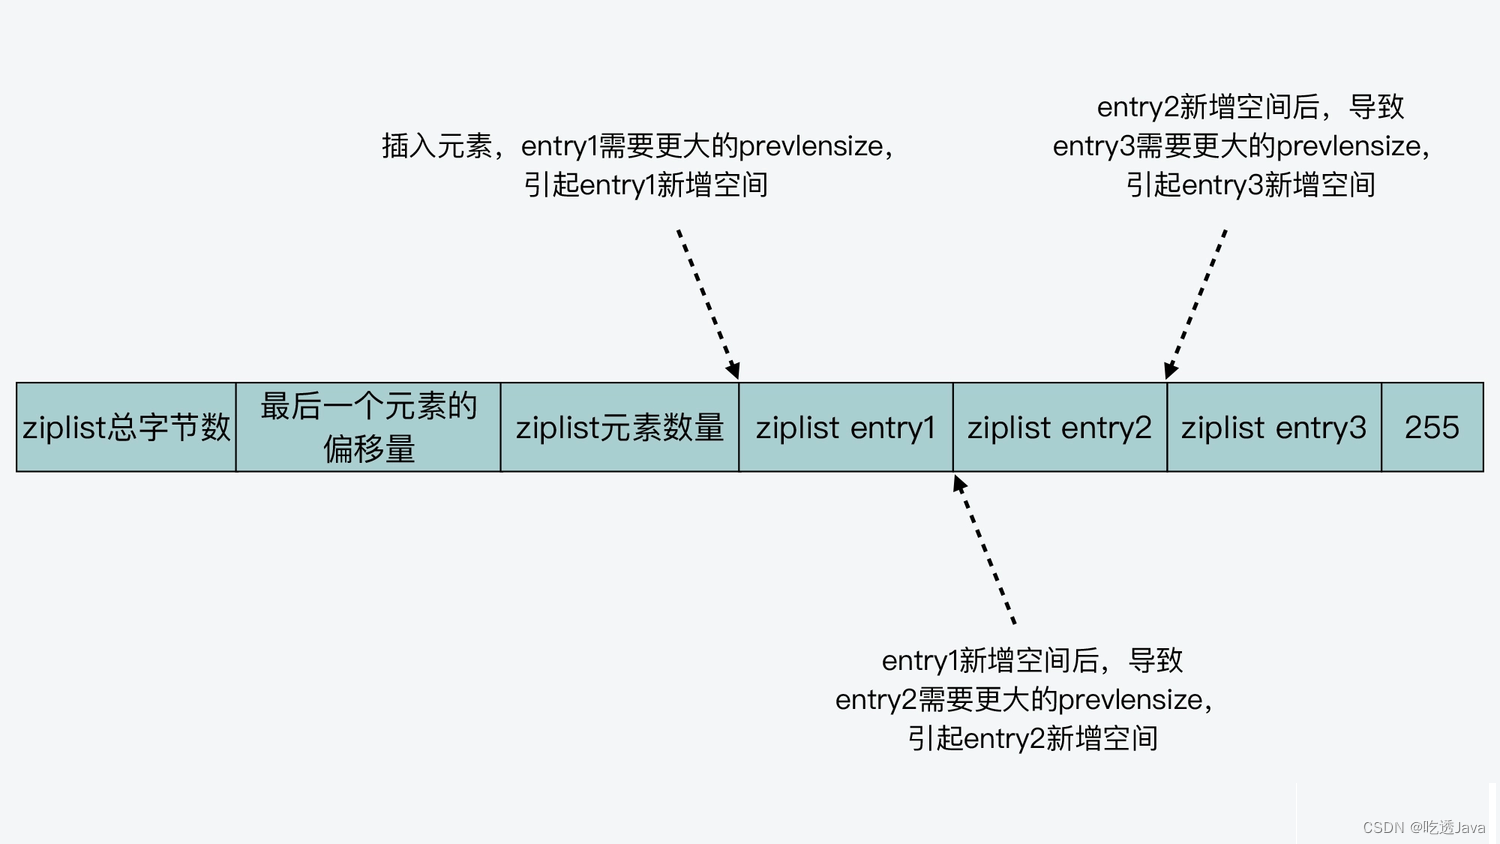 entry2新增空间后，导致
entry3需要更大的prevlensize，
引起entry3新增空间
插入元素，entry1需要更大的prevlensize，
引起entry1新增空间
ziplist总字节数
最后一个元素的
偏移量
ziplist元素数量
ziplist entry1
ziplist entry2
ziplist entry3
255
entry1新增空间后，导致
entry2需要更大的prevlensize，
引起entry2新增空间
CSDN @吃透Java